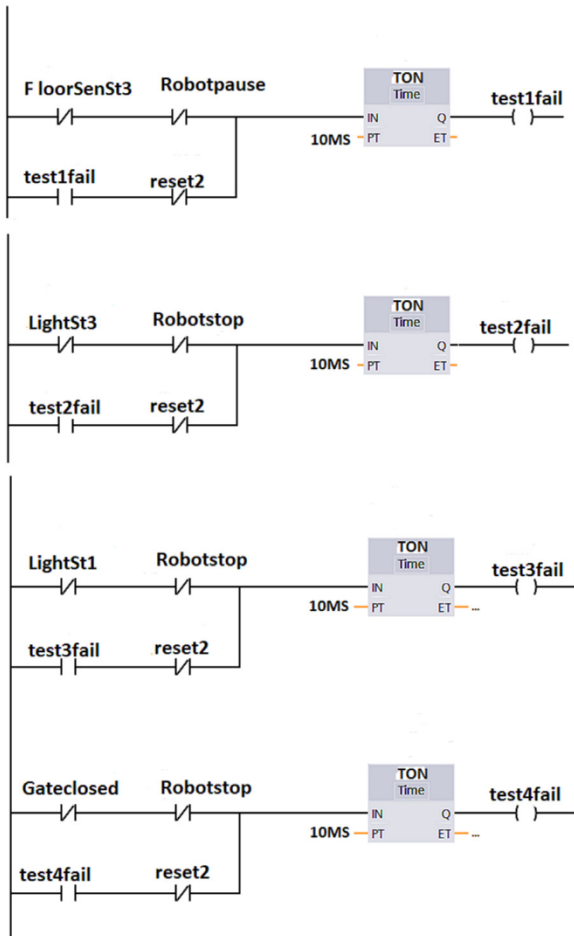 F loorSenSt3 Robotpause TON Time test1fail
IN Q
10MS PT ET
test1fail reset2
LightSt3 Robotstop TON Time test2fail
IN Q
10MS PT ET
test2fail reset2
LightSt1 Robotstop TON Time test3fail
IN Q
10MS PT ET ...
test3fail reset2
Gateclosed Robotstop TON Time test4fail
IN Q
10MS PT ET ...
test4fail reset2